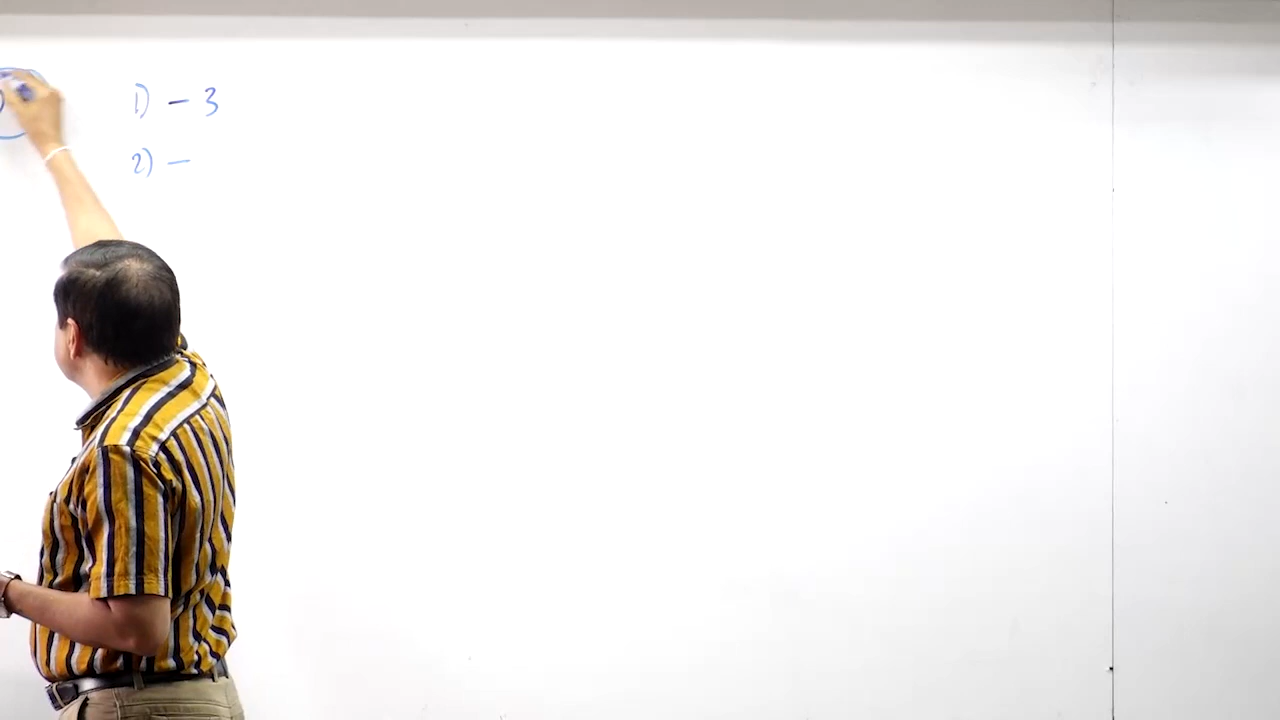 1) – 3
2) –